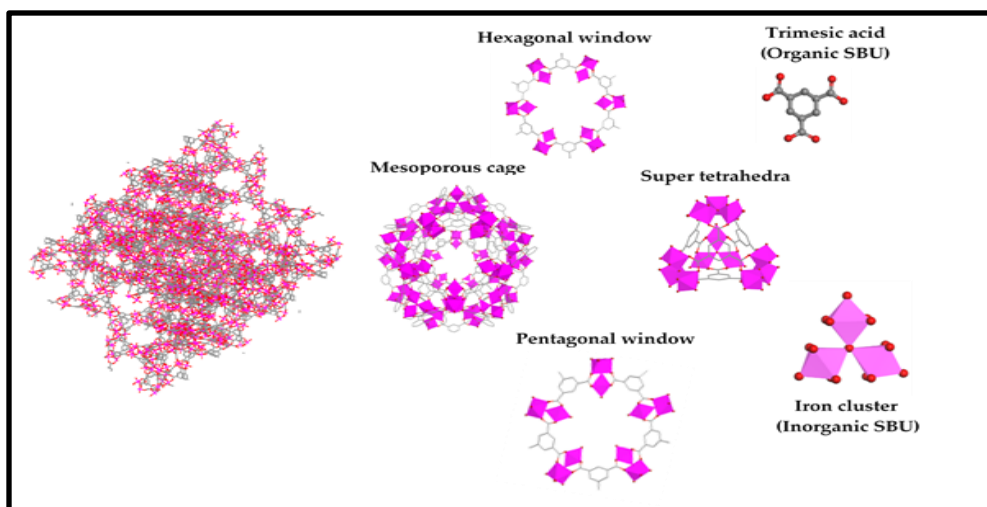 Hexagonal window
Trimesic acid
(Organic SBU)
Mesoporous cage
Super tetrahedra
Pentagonal window
Iron cluster
(Inorganic SBU)